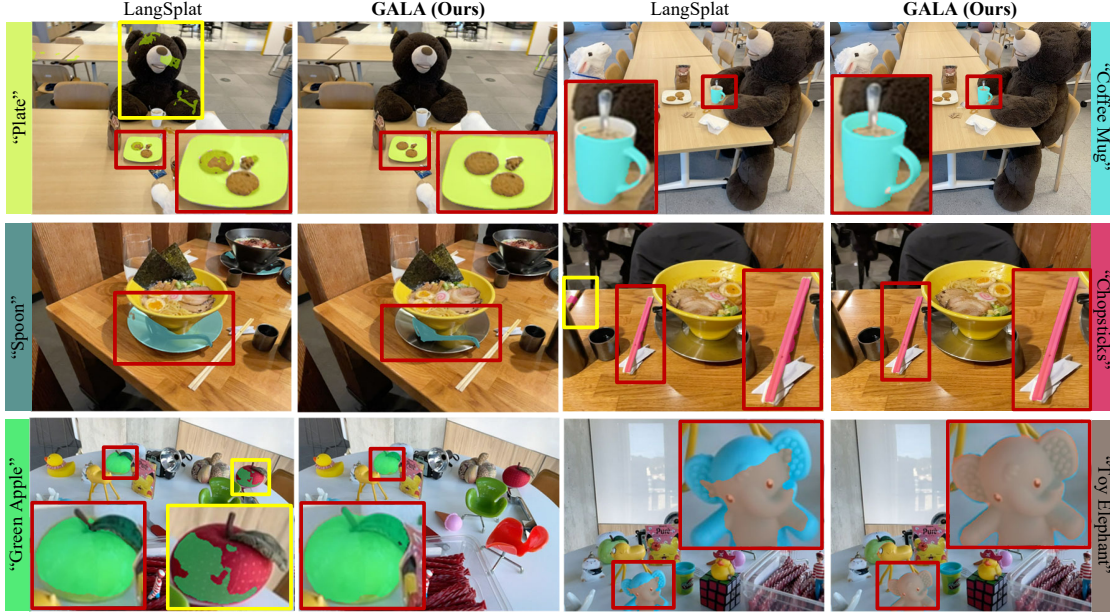 LangSplat
GALA (Ours)
LangSplat
GALA (Ours)
“Plate”
“Coffee Mug”
“Spoon”
“Chopsticks”
“Green Apple”
“Toy Elephant”